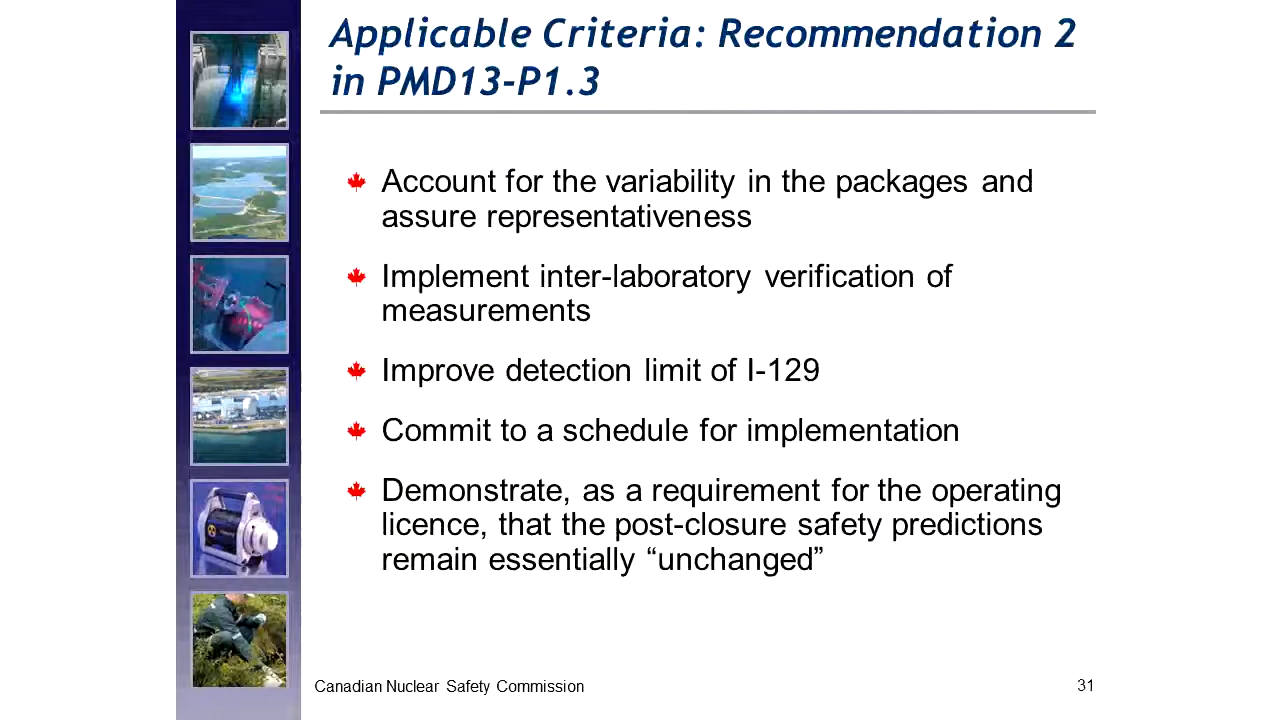 Applicable Criteria: Recommendation 2
in PMD13-P1.3
Account for the variability in the packages and
assure representativeness
Implement inter-laboratory verification of
measurements
Improve detection limit of I-129
Commit to a schedule for implementation
Demonstrate, as a requirement for the operating
licence, that the post-closure safety predictions
remain essentially “unchanged”
Canadian Nuclear Safety Commission
31